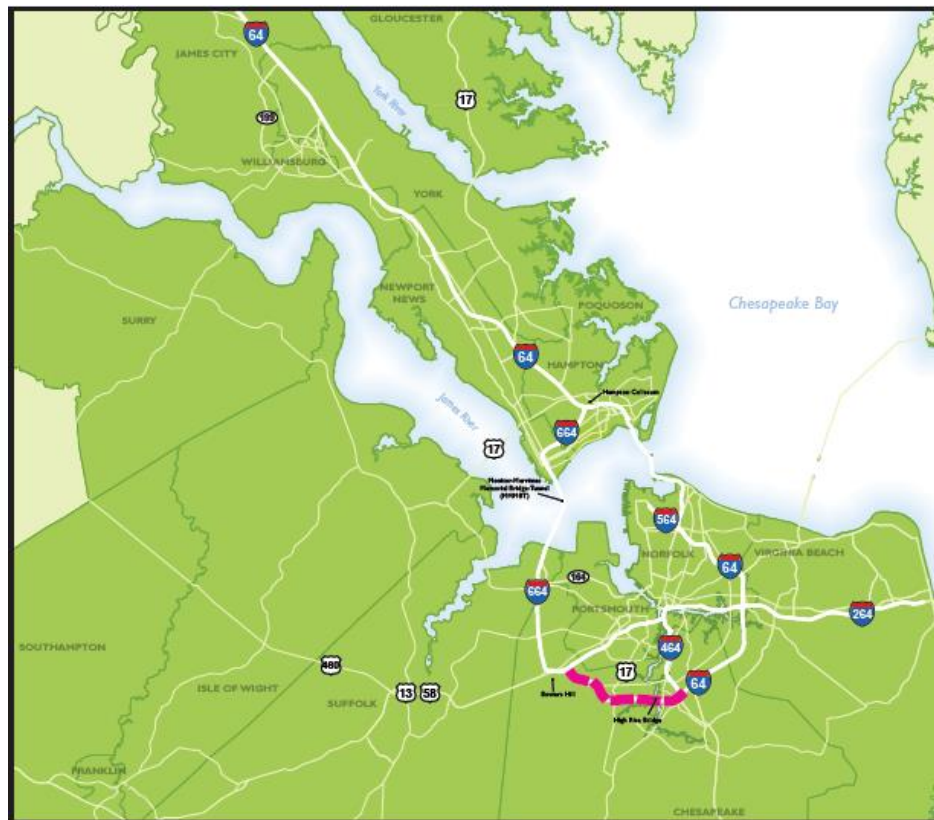 GLOUCESTER
64
JAMES CITY
17
York River
199
WILLIAMSBURG
YORK
NEWPORT
NEWS
POQUOSON
Chesapeake Bay
SURRY
64
HAMPTON
Hampton Coliseum
James River
664
17
Monitor-Merrimac
Memorial Bridge-Tunnel
(MMMBT)
564
NORFOLK
VIRGINIA BEACH
64
664
164
PORTSMOUTH
264
SOUTHAMPTON
464
460
17
ISLE OF WIGHT
13
58
64
SUFFOLK
Bowers Hill
High Rise Bridge
FRANKLIN
CHESAPEAKE